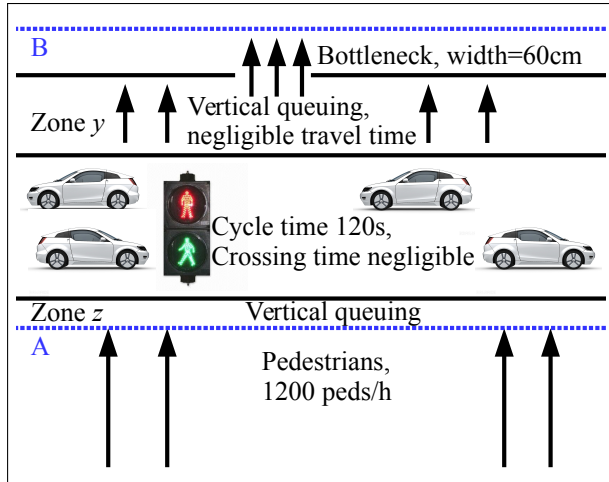 B
Bottleneck, width=60cm
Zone y
Vertical queuing,
negligible travel time
Cycle time 120s,
Crossing time negligible
Zone z
Vertical queuing
A
Pedestrians,
1200 peds/h